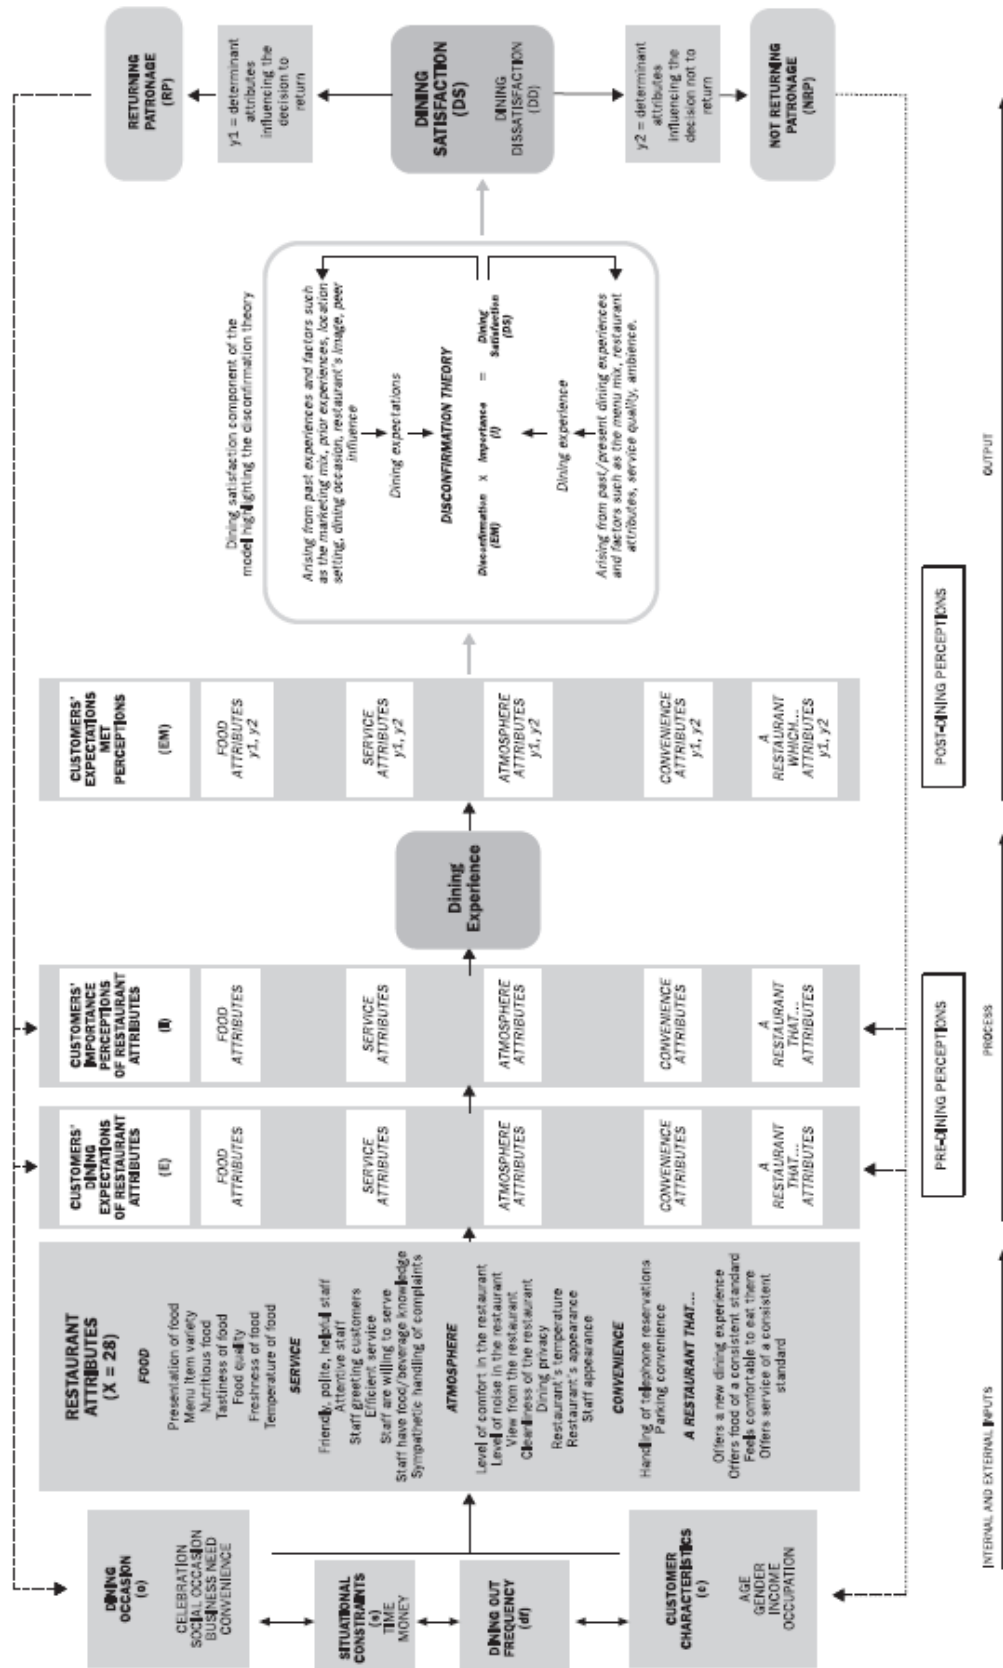 DINING
OCCASION
(o)
CELEBRATION
SOCIAL OCCASION
BUSINESS NEED
CONVENIENCE
SITUATIONAL
CONSTRAINTS
(s)
TIME
MONEY
DINING OUT
FREQUENCY
(df)
CUSTOMER
CHARACTERISTICS
(c)
AGE
GENDER
INCOME
OCCUPATION
RESTAURANT
ATTRIBUTES
(X = 28)
FOOD
Presentation of food
Menu item variety
Nutritious food
Tastiness of food
Food quality
Freshness of food
Temperature of food
SERVICE
Friendly, polite, helpful staff
Attentive staff
Staff greeting customers
Efficient service
Staff are willing to serve
Staff have food/beverage knowledge
Sympathetic handling of complaints
ATMOSPHERE
Level of comfort in the restaurant
Level of noise in the restaurant
View from the restaurant
Cleanliness of the restaurant
Dining privacy
Restaurant's temperature
Restaurant's appearance
Staff appearance
CONVENIENCE
Handling of telephone reservations
Parking convenience
A RESTAURANT THAT...
Offers a new dining experience
Offers food of a consistent standard
Feels comfortable to eat there
Offers service of a consistent
standard
CUSTOMERS'
DINING
EXPECTATIONS
OF RESTAURANT
ATTRIBUTES
(E)
FOOD
ATTRIBUTES
SERVICE
ATTRIBUTES
ATMOSPHERE
ATTRIBUTES
CONVENIENCE
ATTRIBUTES
A
RESTAURANT
THAT...
ATTRIBUTES
CUSTOMERS'
IMPORTANCE
PERCEPTIONS
OF RESTAURANT
ATTRIBUTES
(I)
FOOD
ATTRIBUTES
SERVICE
ATTRIBUTES
ATMOSPHERE
ATTRIBUTES
CONVENIENCE
ATTRIBUTES
A
RESTAURANT
THAT...
ATTRIBUTES
Dining
Experience
CUSTOMERS'
EXPECTATIONS
MET
PERCEPTIONS
(EM)
FOOD
ATTRIBUTES
y1, y2
SERVICE
ATTRIBUTES
y1, y2
ATMOSPHERE
ATTRIBUTES
y1, y2
CONVENIENCE
ATTRIBUTES
y1, y2
A
RESTAURANT
WHICH...
ATTRIBUTES
y1, y2
Dining satisfaction component of the
model highlighting the disconfirmation theory
Arising from past experiences and factors such
as the marketing mix, prior experiences, location
setting, dining occasion, restaurant's image, peer
influence
Dining expectations
DISCONFIRMATION THEORY
Disconfirmation x Importance = Dining
(EM) (I) Satisfaction
(DS)
Dining experience
Arising from past/present dining experiences
and factors such as the menu mix, restaurant
attributes, service quality, ambience.
RETURNING
PATRONAGE
(RP)
y1 = determinant
attributes
influencing the
decision to
return
DINING
SATISFACTION
(DS)
DINING
DISSATISFACTION
(DD)
y2 = determinant
attributes
influencing the
decision not to
return
NOT RETURNING
PATRONAGE
(NRP)
PRE-DINING PERCEPTIONS
POST-DINING PERCEPTIONS
INTERNAL AND EXTERNAL INPUTS
PROCESS
OUTPUT